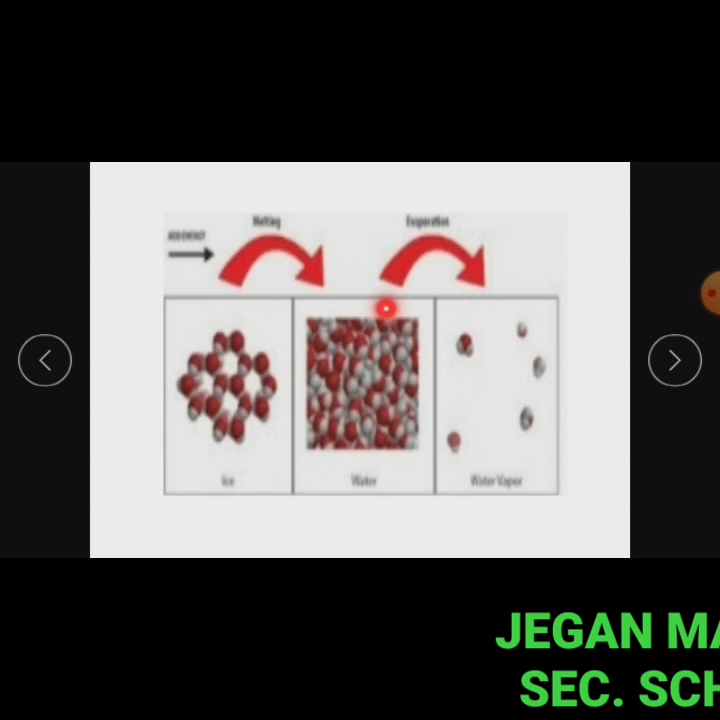 Melting
Evaporation
ADD ENERGY
Ice
Water
Water Vapor
JEGAN MA
SEC. SCH